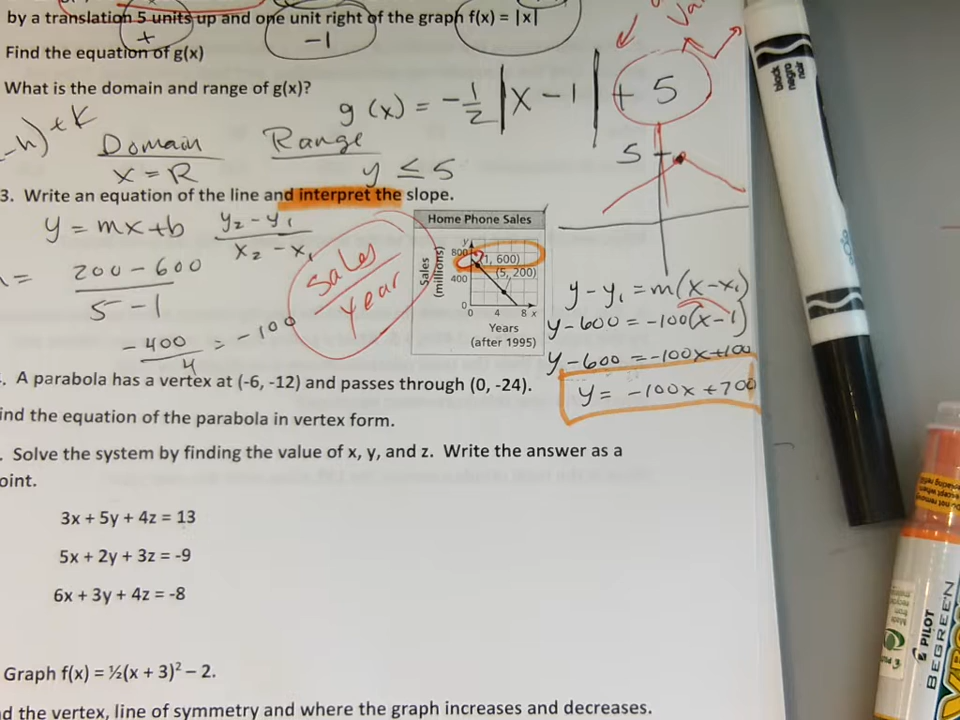 by a translation 5 units up and one unit right of the graph f(x) = |x|
+
-1
Find the equation of g(x)
What is the domain and range of g(x)?
g(x) = -1/2 |x - 1| + 5
-h) + k
Domain
Range
x = R
y ≤ 5
5
3. Write an equation of the line and interpret the slope.
y = mx+b
y₂ - y₁
x₂ - x₁
200 - 600
5 - 1
-400
4
= -100
Sales
Year
Home Phone Sales
y
800
(1, 600)
(5, 200)
400
0
0 4 8 x
Sales
(millions)
Years
(after 1995)
y - y₁ = m(x - x₁)
y - 600 = -100(x - 1)
y - 600 = -100x + 100
y = -100x + 700
. A parabola has a vertex at (-6, -12) and passes through (0, -24).
ind the equation of the parabola in vertex form.
. Solve the system by finding the value of x, y, and z. Write the answer as a
oint.
3x + 5y + 4z = 13
5x + 2y + 3z = -9
6x + 3y + 4z = -8
Graph f(x) = ½(x + 3)² – 2.
d the vertex, line of symmetry and where the graph increases and decreases.
black
negro
noir
PILOT
BEGREE'N